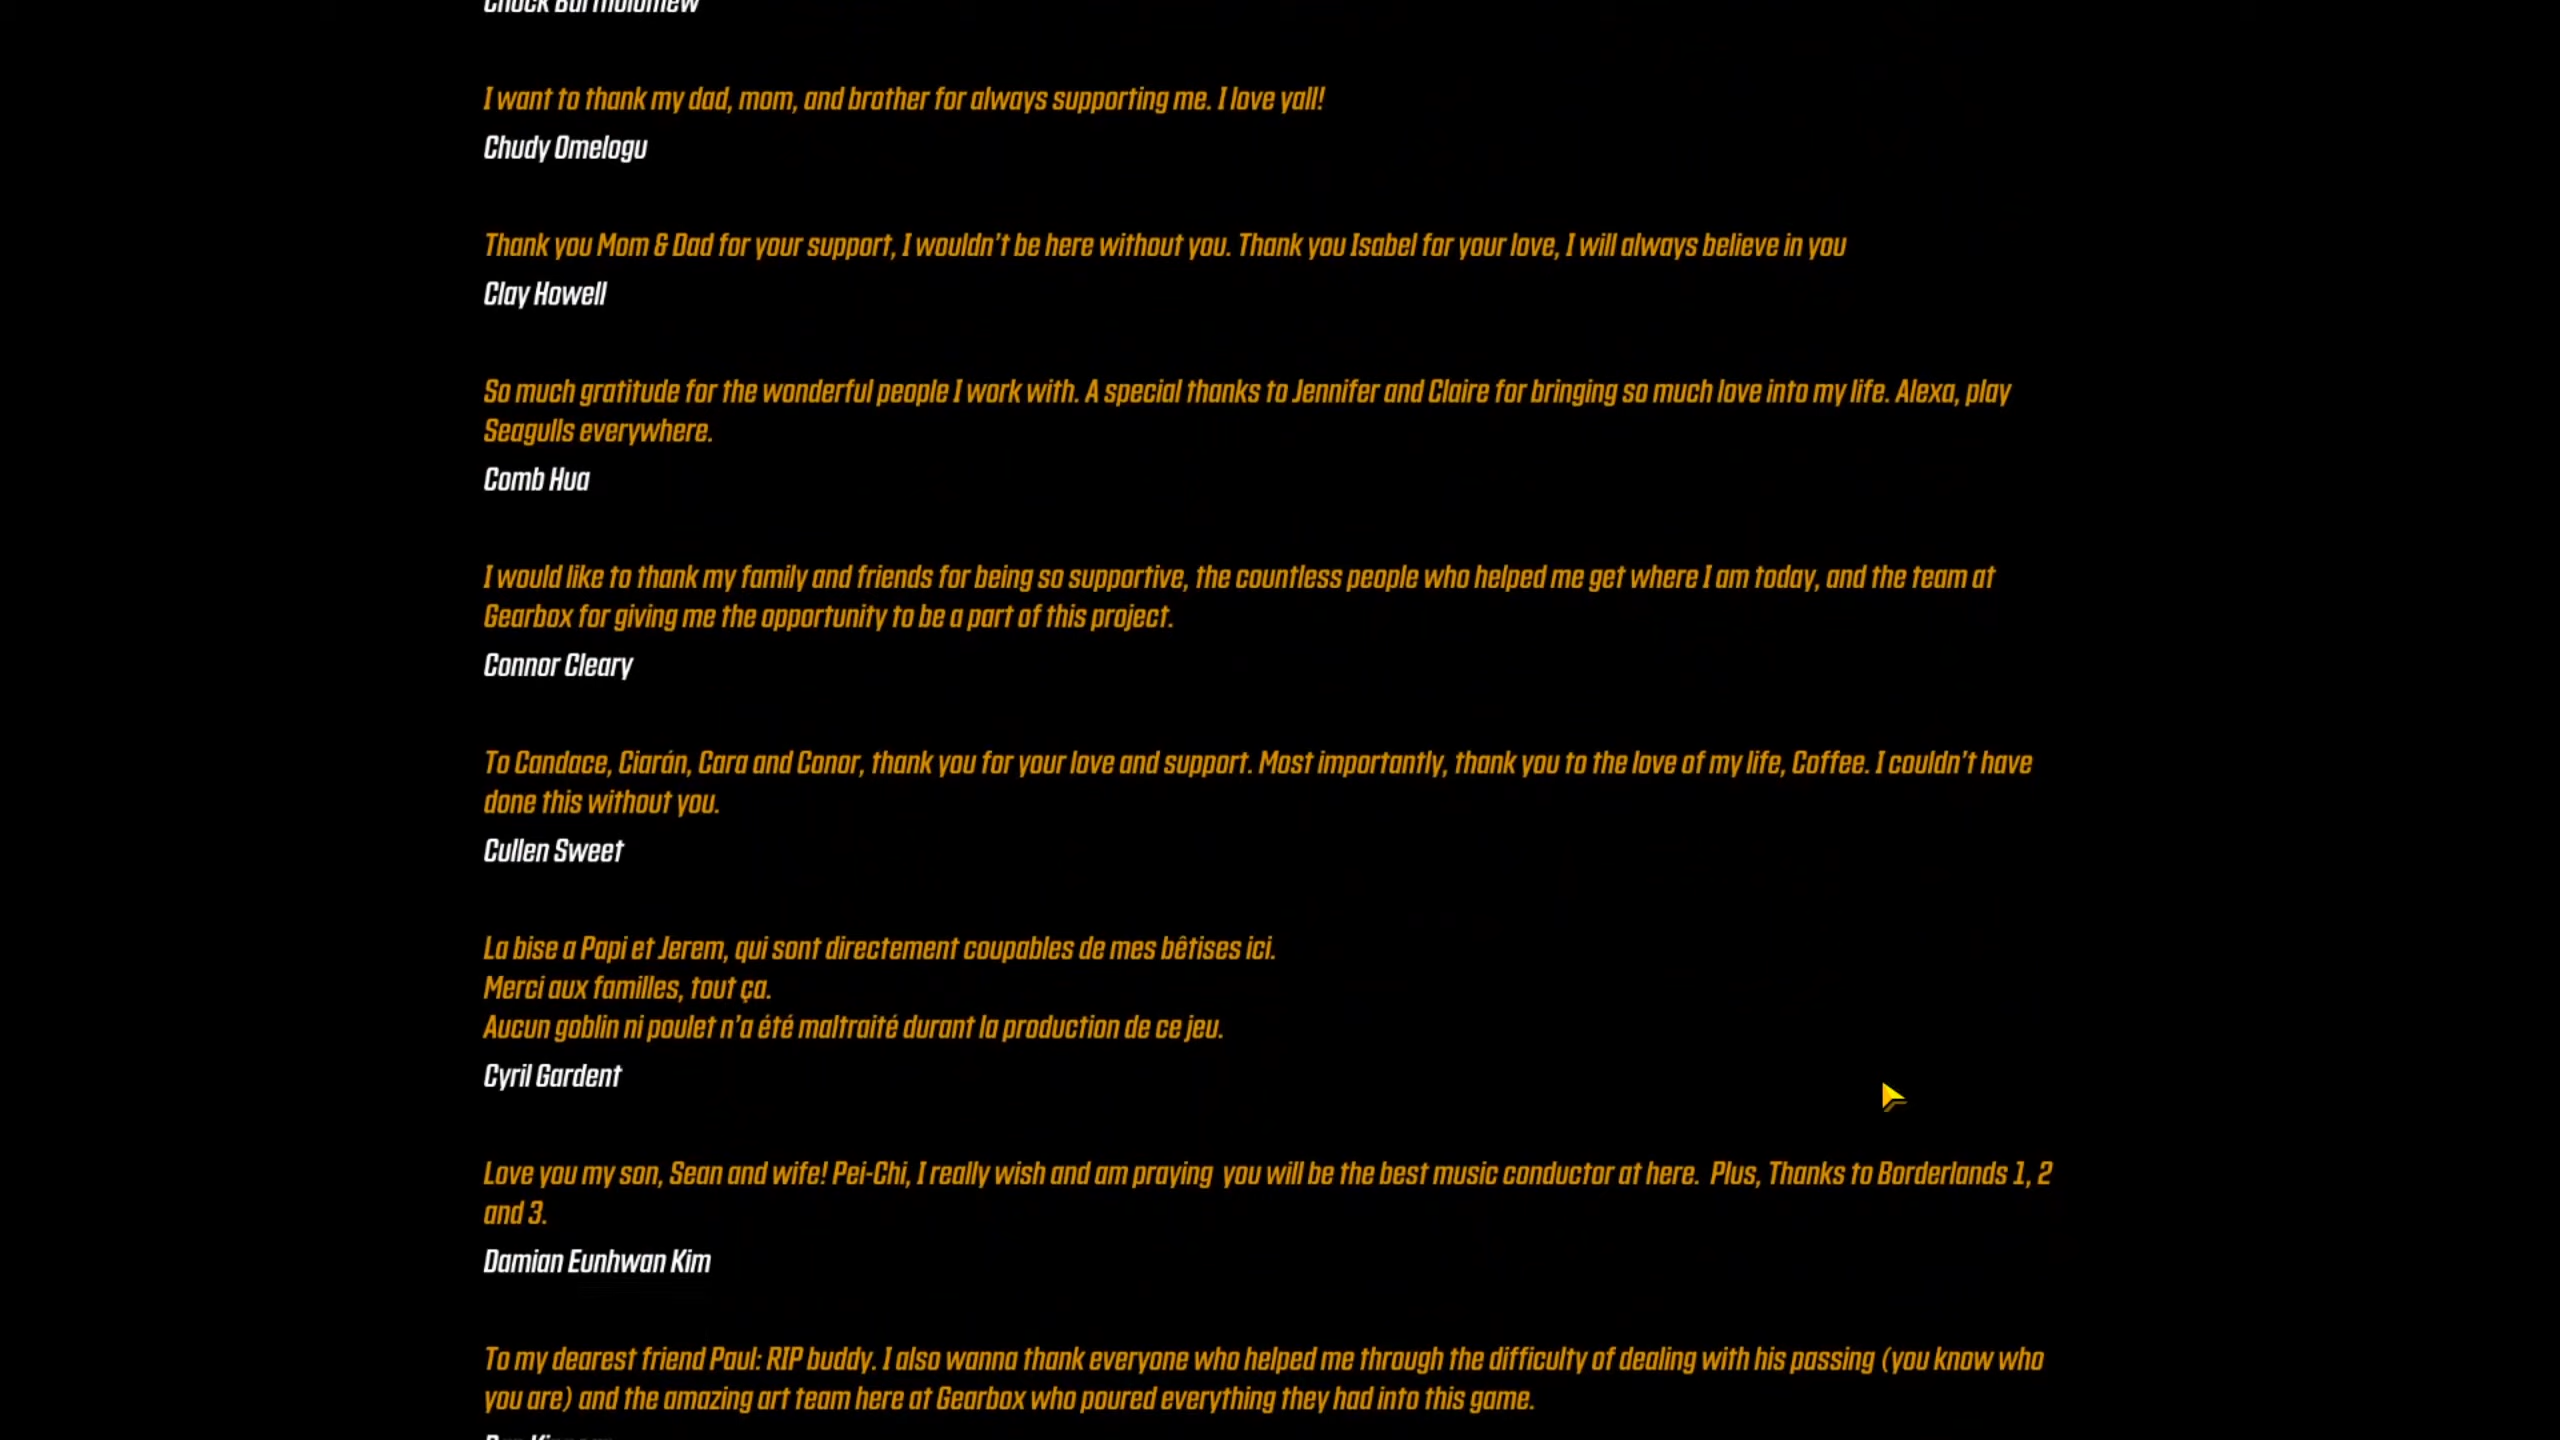 Chuck Bartholomew
I want to thank my dad, mom, and brother for always supporting me. I love yall!
Chudy Omelogu
Thank you Mom & Dad for your support, I wouldn't be here without you. Thank you Isabel for your love, I will always believe in you
Clay Howell
So much gratitude for the wonderful people I work with. A special thanks to Jennifer and Claire for bringing so much love into my life. Alexa, play
Seagulls everywhere.
Comb Hua
I would like to thank my family and friends for being so supportive, the countless people who helped me get where I am today, and the team at
Gearbox for giving me the opportunity to be a part of this project.
Connor Cleary
To Candace, Ciarán, Cara and Conor, thank you for your love and support. Most importantly, thank you to the love of my life, Coffee. I couldn't have
done this without you.
Cullen Sweet
La bise a Papi et Jerem, qui sont directement coupables de mes bêtises ici.
Merci aux familles, tout ça.
Aucun goblin ni poulet n'a été maltraité durant la production de ce jeu.
Cyril Gardent
Love you my son, Sean and wife! Pei-Chi, I really wish and am praying  you will be the best music conductor at here.  Plus, Thanks to Borderlands 1, 2
and 3.
Damian Eunhwan Kim
To my dearest friend Paul: RIP buddy. I also wanna thank everyone who helped me through the difficulty of dealing with his passing (you know who
you are) and the amazing art team here at Gearbox who poured everything they had into this game.